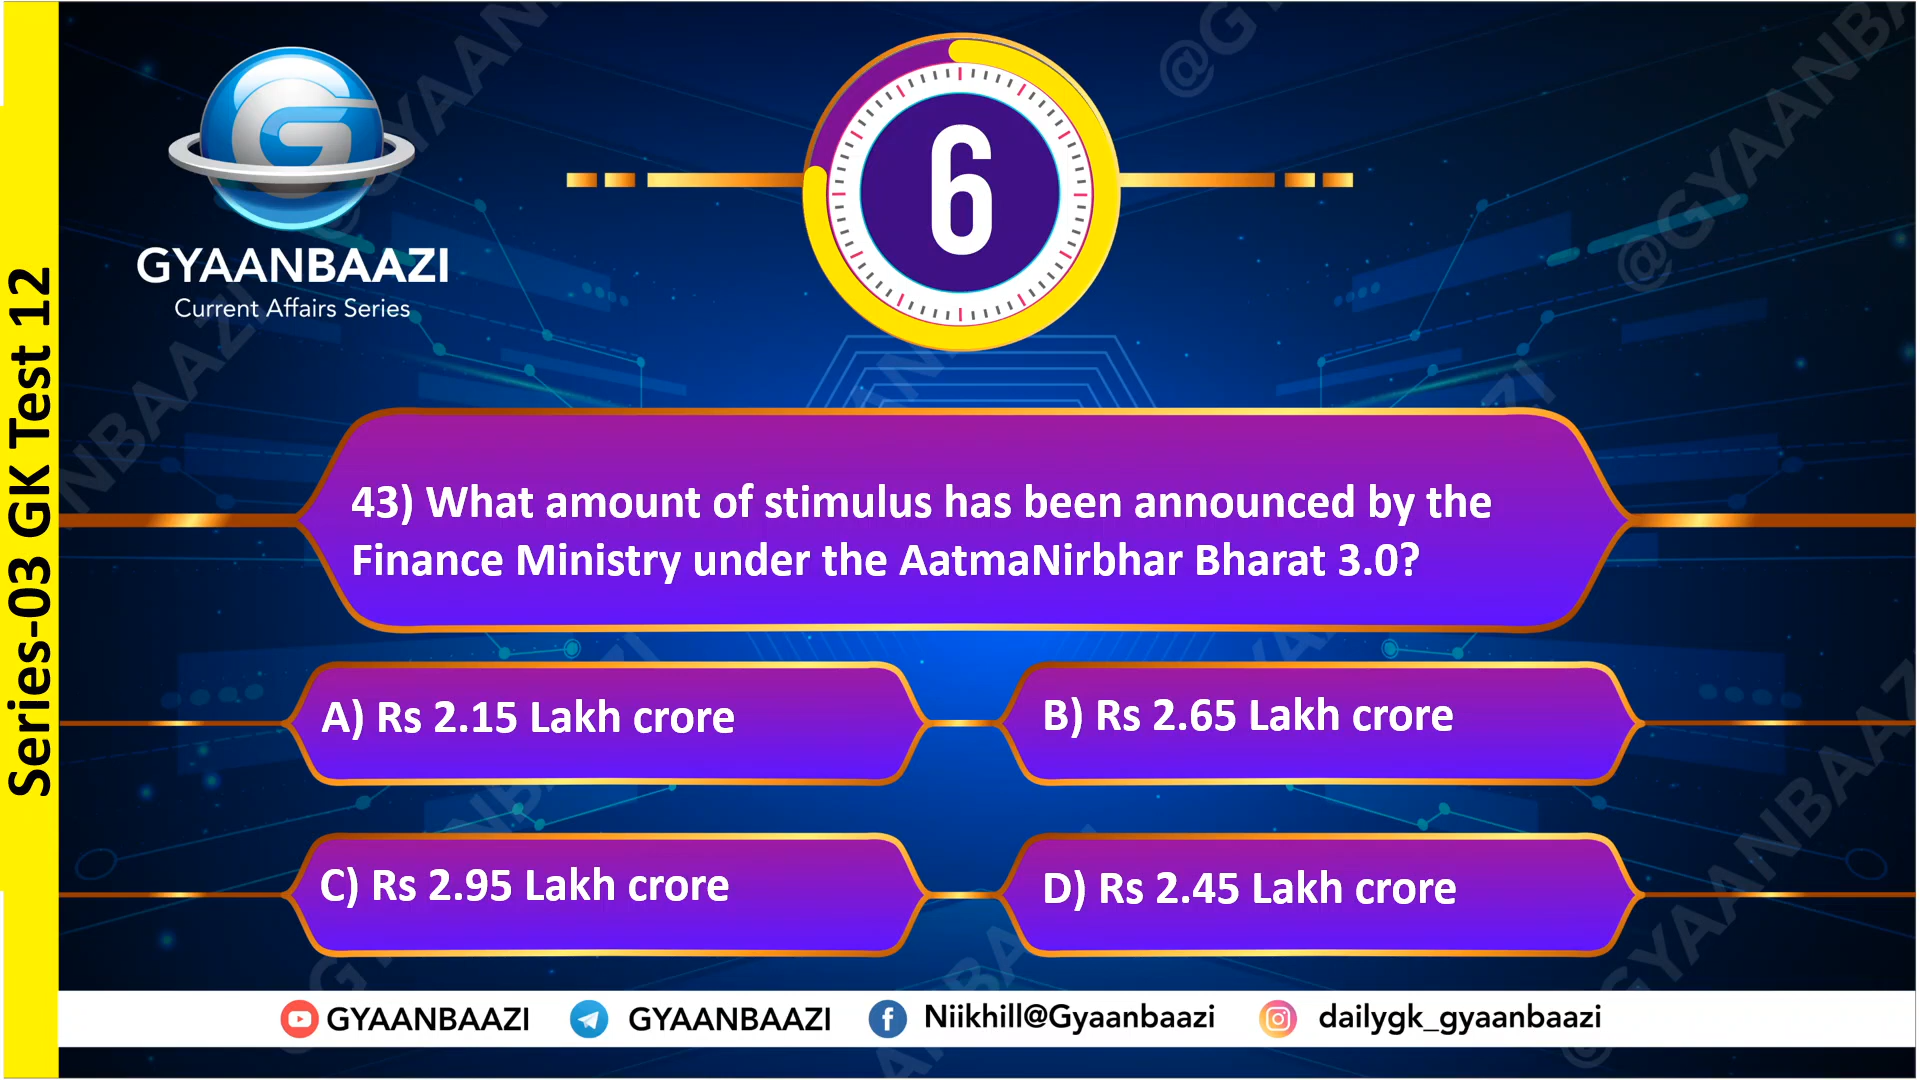 Series-03 GK Test 12
GYAANBAAZI
Current Affairs Series
6
43) What amount of stimulus has been announced by the
Finance Ministry under the AatmaNirbhar Bharat 3.0?
A) Rs 2.15 Lakh crore
B) Rs 2.65 Lakh crore
C) Rs 2.95 Lakh crore
D) Rs 2.45 Lakh crore
GYAANBAAZI
GYAANBAAZI
Niikhill@Gyaanbaazi
dailygk_gyaanbaazi
@GYAANBAAZI